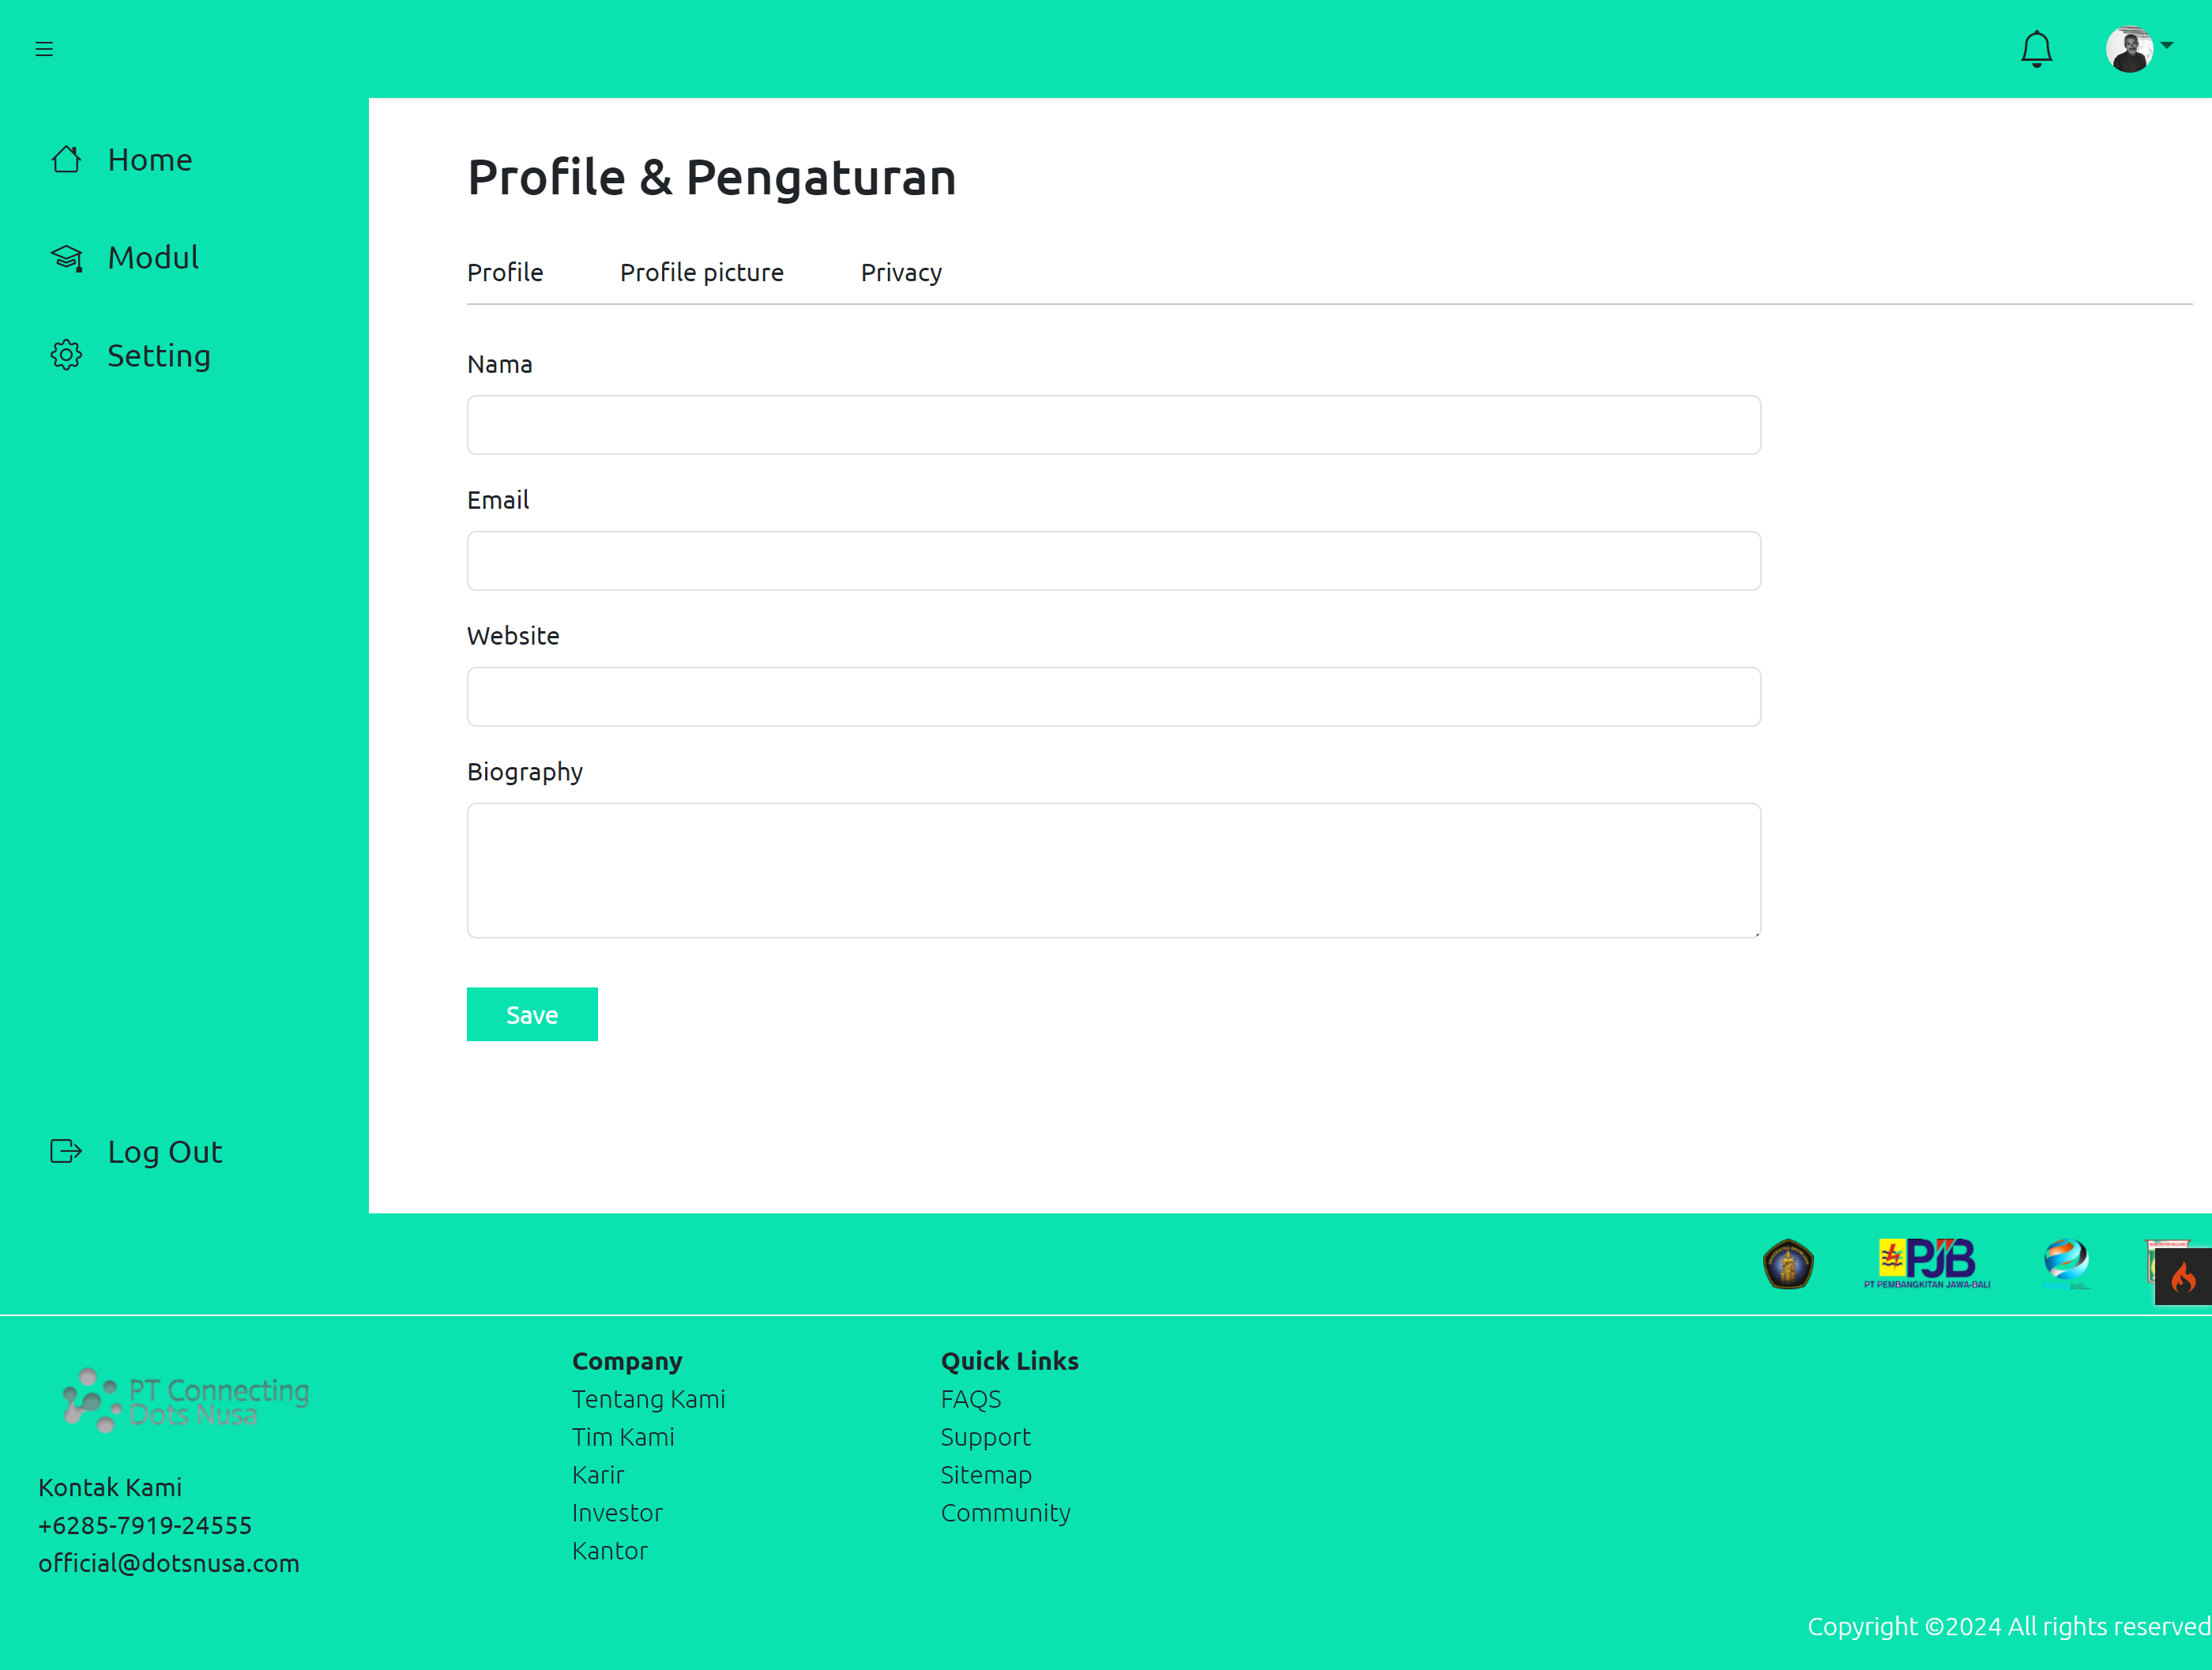 Home
Modul
Setting
Log Out
Profile & Pengaturan
Profile Profile picture Privacy
Nama
Email
Website
Biography
Save
PJB
PT PEMBANGKITAN JAWA-BALI
PT Connecting
Dots Nusa
Kontak Kami
+6285-7919-24555
official@dotsnusa.com
Company
Tentang Kami
Tim Kami
Karir
Investor
Kantor
Quick Links
FAQS
Support
Sitemap
Community
Copyright ©2024 All rights reserved